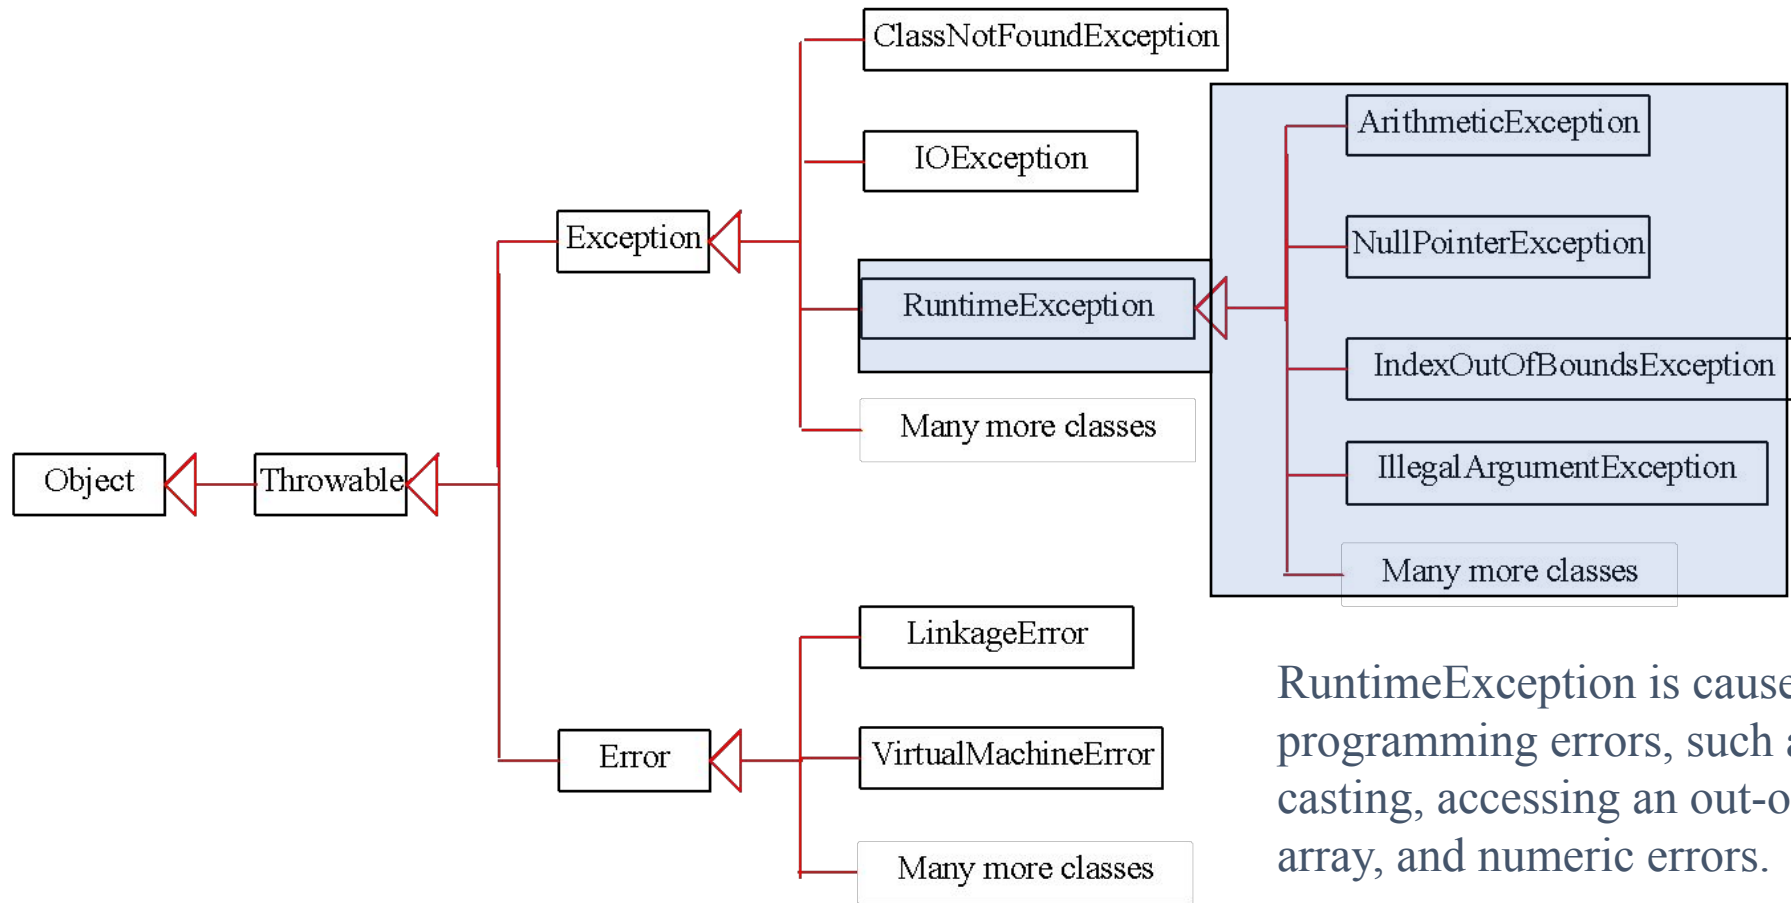 ClassNotFoundException
IOException
Exception
RuntimeException
Many more classes
ArithmeticException
NullPointerException
IndexOutOfBoundsException
IllegalArgumentException
Many more classes
Object
Throwable
LinkageError
Error
VirtualMachineError
Many more classes
RuntimeException is cause
programming errors, such a
casting, accessing an out-o
array, and numeric errors.